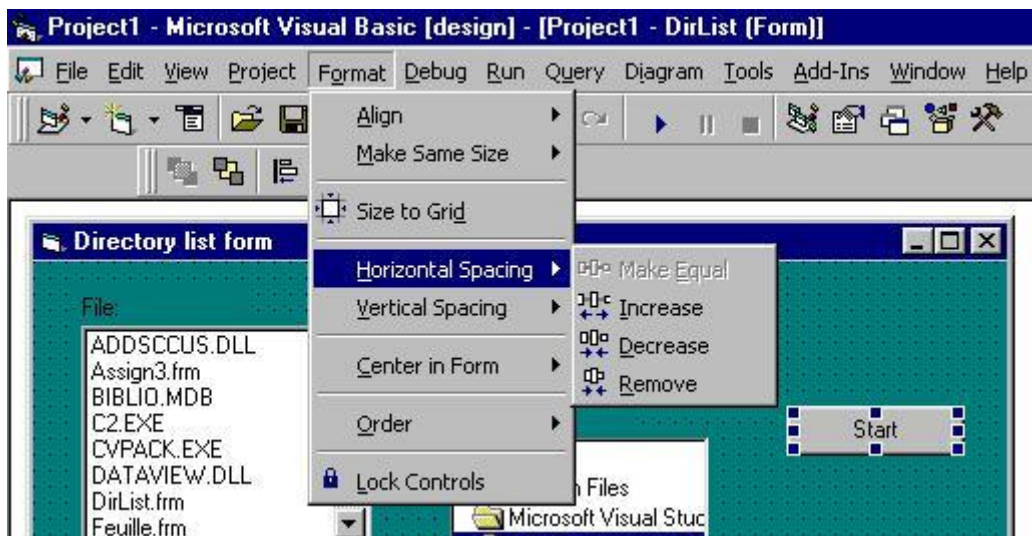 Project1 - Microsoft Visual Basic [design] - [Project1 - DirList (Form)]
File Edit View Project Format Debug Run Query Diagram Tools Add-Ins Window Help
Align
Make Same Size
Size to Grid
Directory list form
Horizontal Spacing
Make Equal
Vertical Spacing
Increase
Decrease
Remove
Center in Form
Order
Lock Controls
File:
ADDSCCUS.DLL
Assign3.frm
BIBLIO.MDB
C2.EXE
CVPACK.EXE
DATAVIEW.DLL
DirList.frm
Feuille.frm
Start
Files
Microsoft Visual Stuc